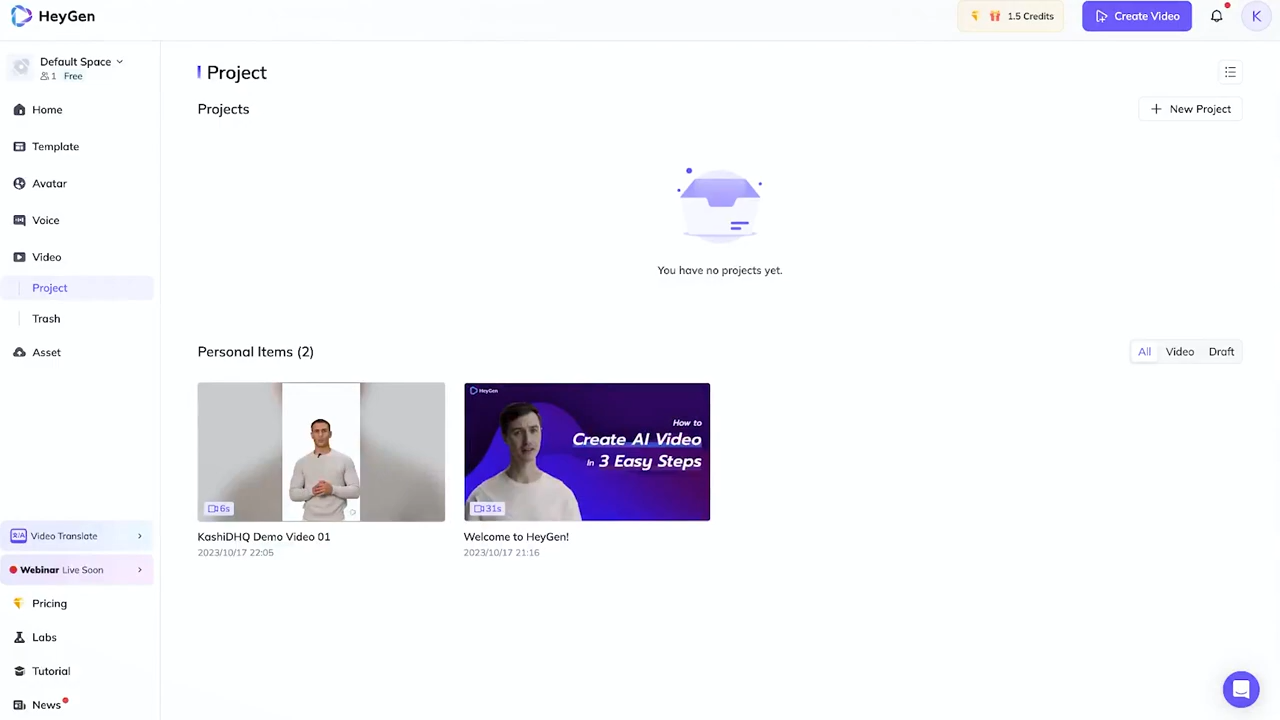 HeyGen
1.5 Credits
Create Video
K
Default Space
1 Free
Home
Template
Avatar
Voice
Video
Project
Trash
Asset
Video Translate
Webinar Live Soon
Pricing
Labs
Tutorial
News
Project
Projects
New Project
You have no projects yet.
Personal Items (2)
All Video Draft
6s
KashiDHQ Demo Video 01
2023/10/17 22:05
HeyGen
How to
Create AI Video
In 3 Easy Steps
31s
Welcome to HeyGen!
2023/10/17 21:16